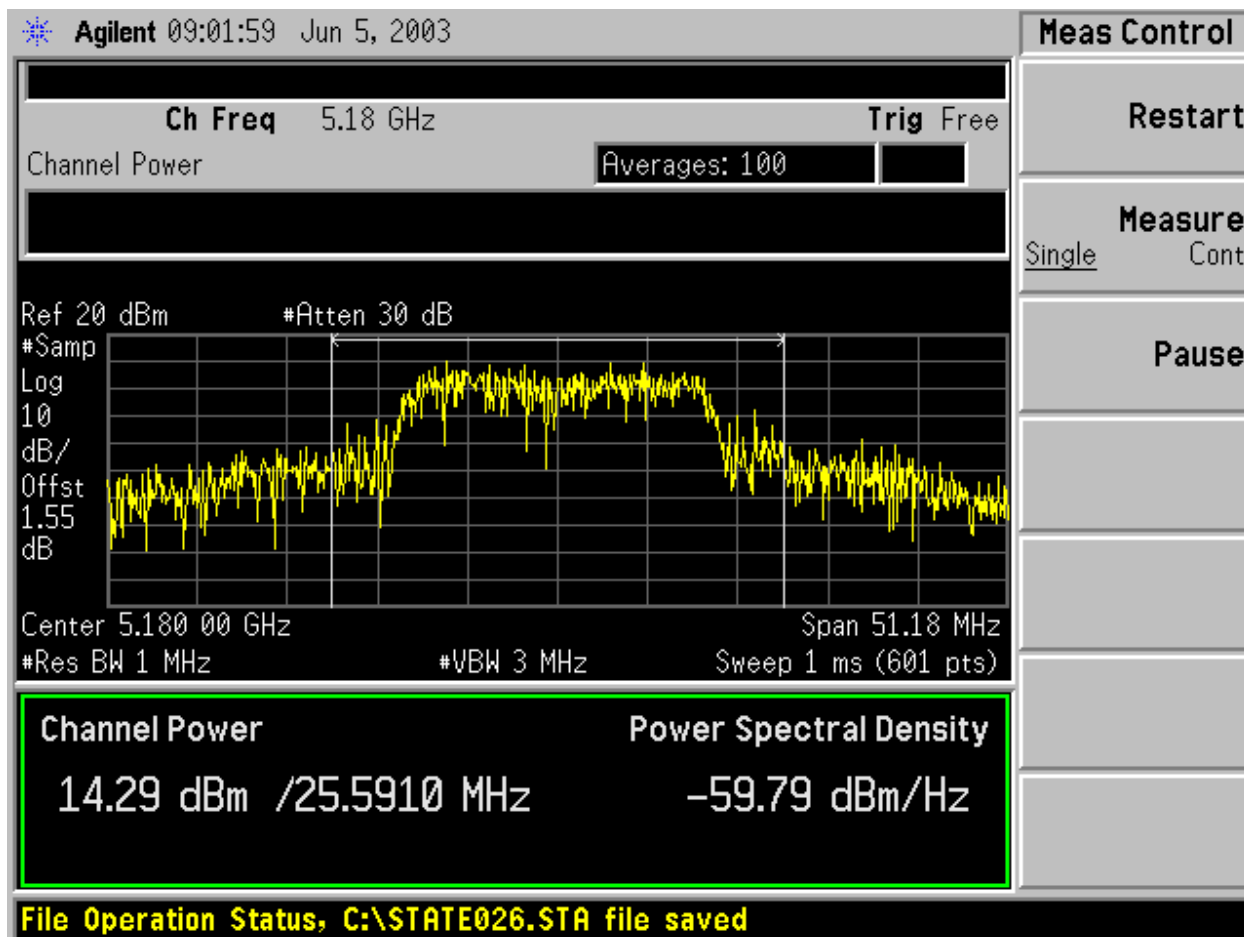 Agilent 09:01:59 Jun 5, 2003
Meas Control
Ch Freq 5.18 GHz
Trig Free
Channel Power
Averages: 100
Restart
Measure
Single Cont
Pause
Ref 20 dBm
#Atten 30 dB
#Samp
Log
10
dB/
Offst
1.55
dB
Center 5.180 00 GHz
Span 51.18 MHz
#Res BW 1 MHz
#VBW 3 MHz
Sweep 1 ms (601 pts)
Channel Power
Power Spectral Density
14.29 dBm /25.5910 MHz
-59.79 dBm/Hz
File Operation Status, C:\STATE026.STA file saved